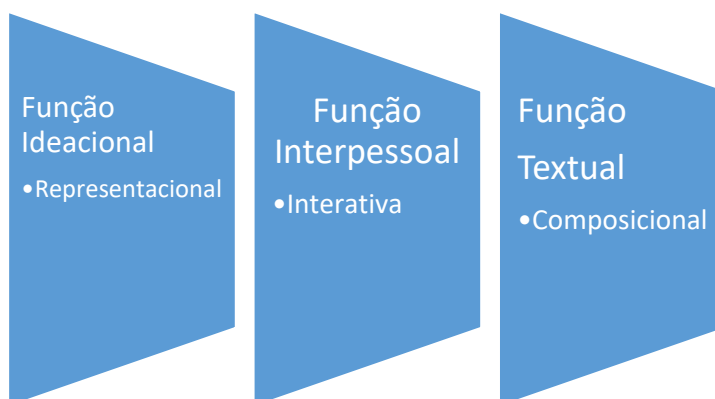 Função
Ideacional
•Representacional
Função
Interpessoal
•Interativa
Função
Textual
•Composicional